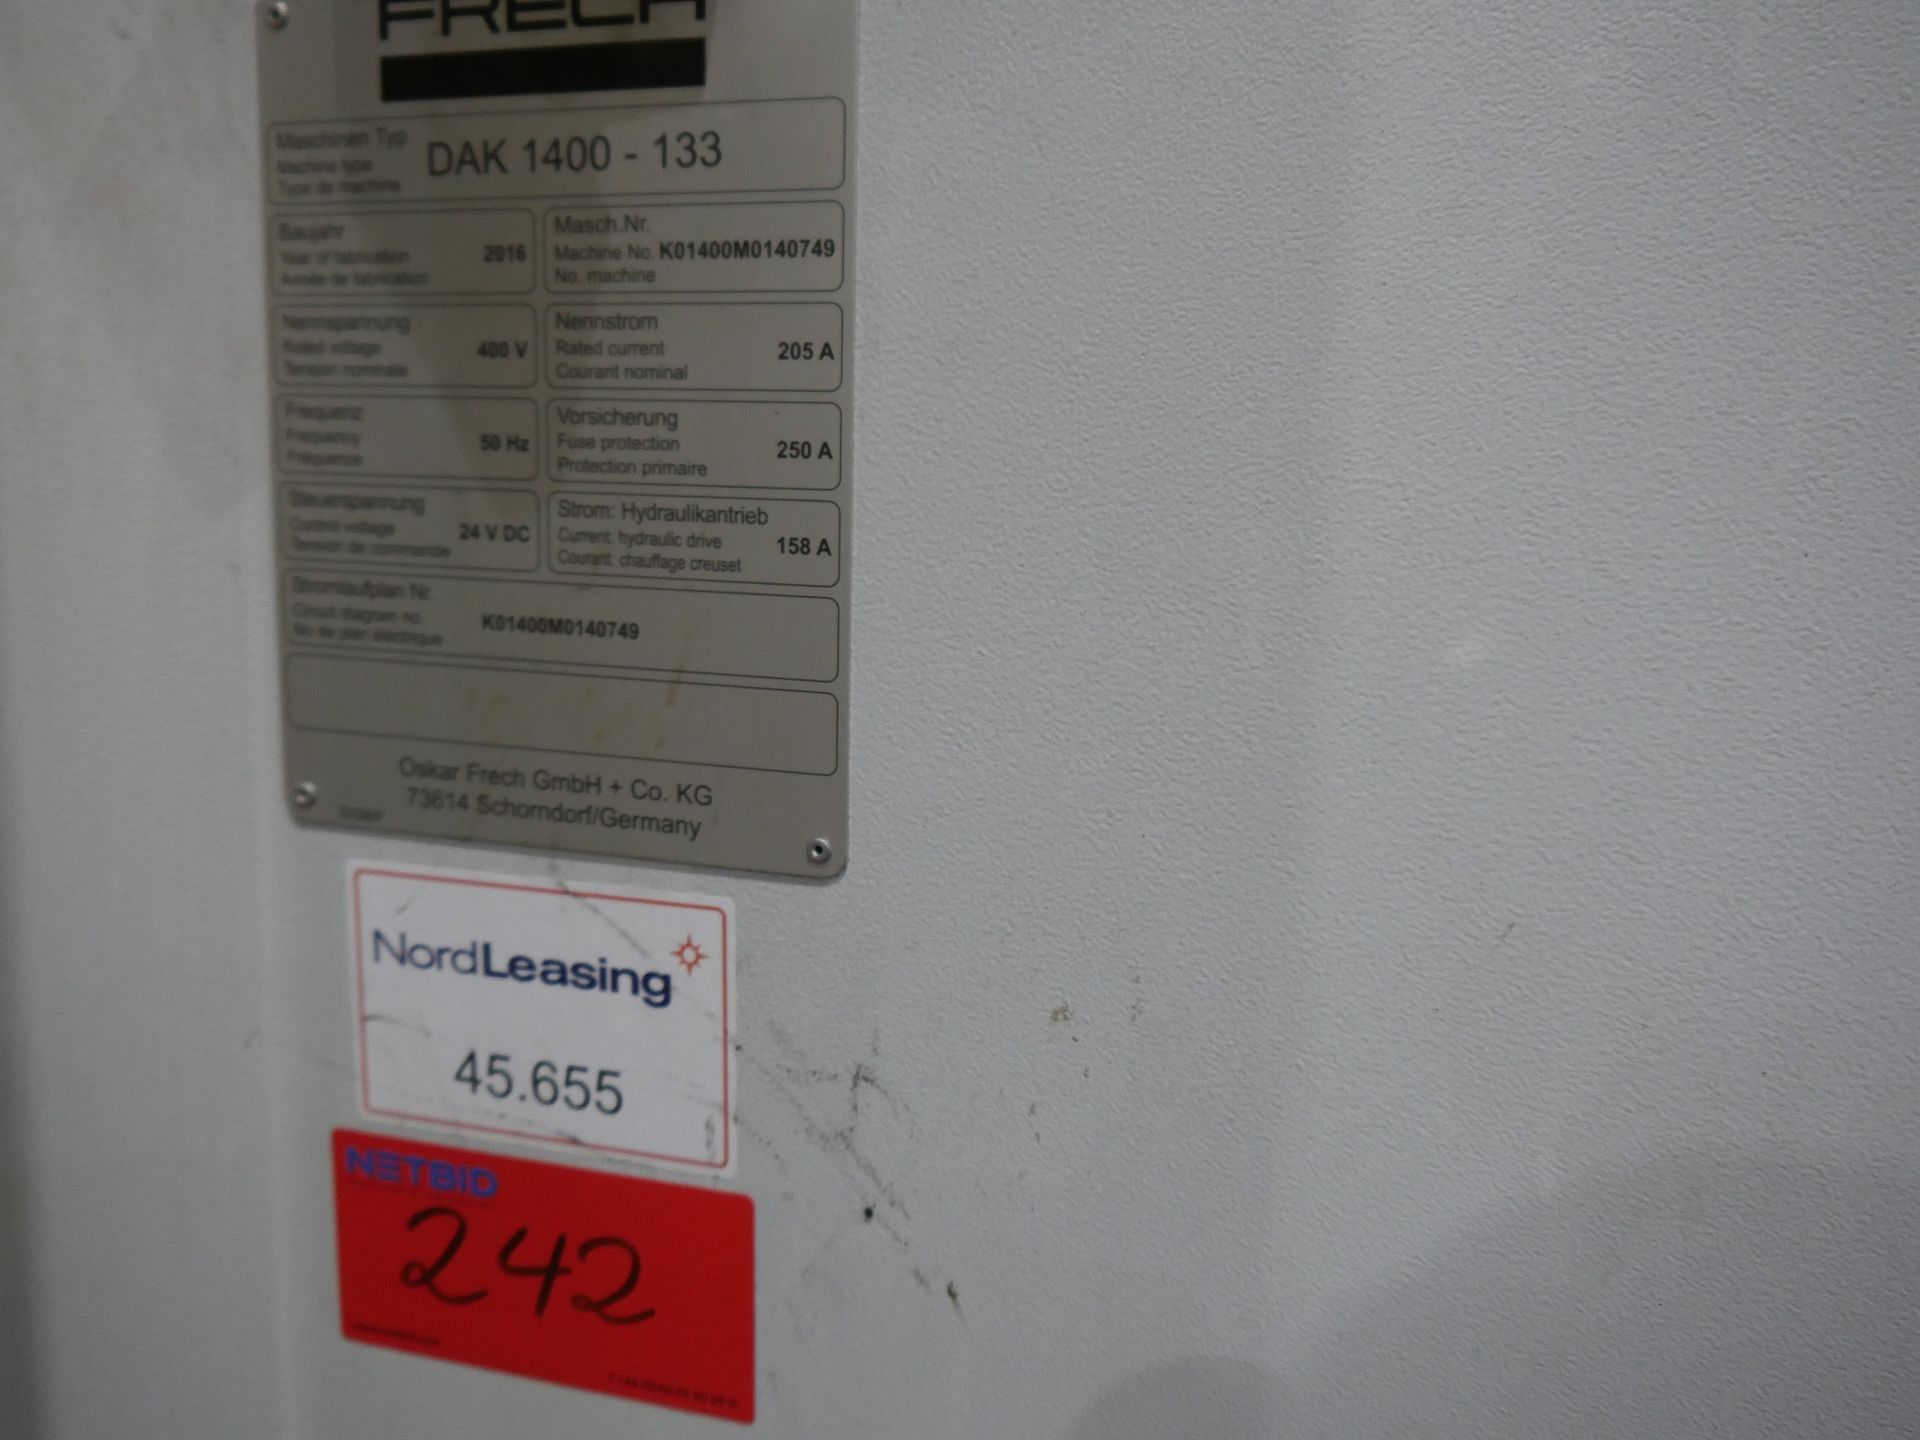 FRECH
Maschinen Typ
Machine type
Type de machine
DAK 1400 - 133
Baujahr
Year of fabrication
Année de fabrication
2016
Masch.Nr.
Machine No. K01400M0140749
No. machine
Nennspannung
Rated voltage
Tension nominale
400 V
Nennstrom
Rated current
Courant nominal
205 A
Frequenz
Frequency
Fréquence
50 Hz
Vorsicherung
Fuse protection
Protection primaire
250 A
Steuerspannung
Control voltage
Tension de commande
24 V DC
Strom: Hydraulikantrieb
Current: hydraulic drive
Courant: chauffage creuset
158 A
Stromlaufplan Nr.
Circuit diagram no.
No de plan électrique
K01400M0140749
Oskar Frech GmbH + Co. KG
73614 Schorndorf/Germany
NordLeasing
45.655
NETBID
242